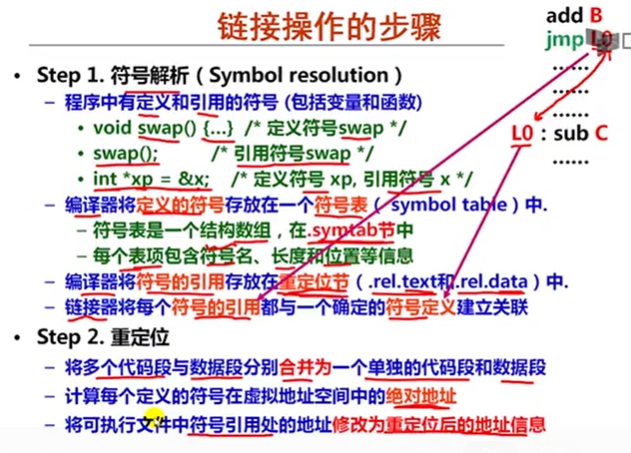 链接操作的步骤
add B
jmp L0
……
……
……
L0：sub C
……
• Step 1. 符号解析（Symbol resolution）
– 程序中有定义和引用的符号 (包括变量和函数)
• void swap() {…} /* 定义符号swap */
• swap(); /* 引用符号swap */
• int *xp = &x; /* 定义符号 xp, 引用符号 x */
– 编译器将定义的符号存放在一个符号表（ symbol table）中.
– 符号表是一个结构数组，在.symtab节中
– 每个表项包含符号名、长度和位置等信息
– 编译器将符号的引用存放在重定位节（.rel.text和.rel.data）中.
– 链接器将每个符号的引用都与一个确定的符号定义建立关联
• Step 2. 重定位
– 将多个代码段与数据段分别合并为一个单独的代码段和数据段
– 计算每个定义的符号在虚拟地址空间中的绝对地址
– 将可执行文件中符号引用处的地址修改为重定位后的地址信息